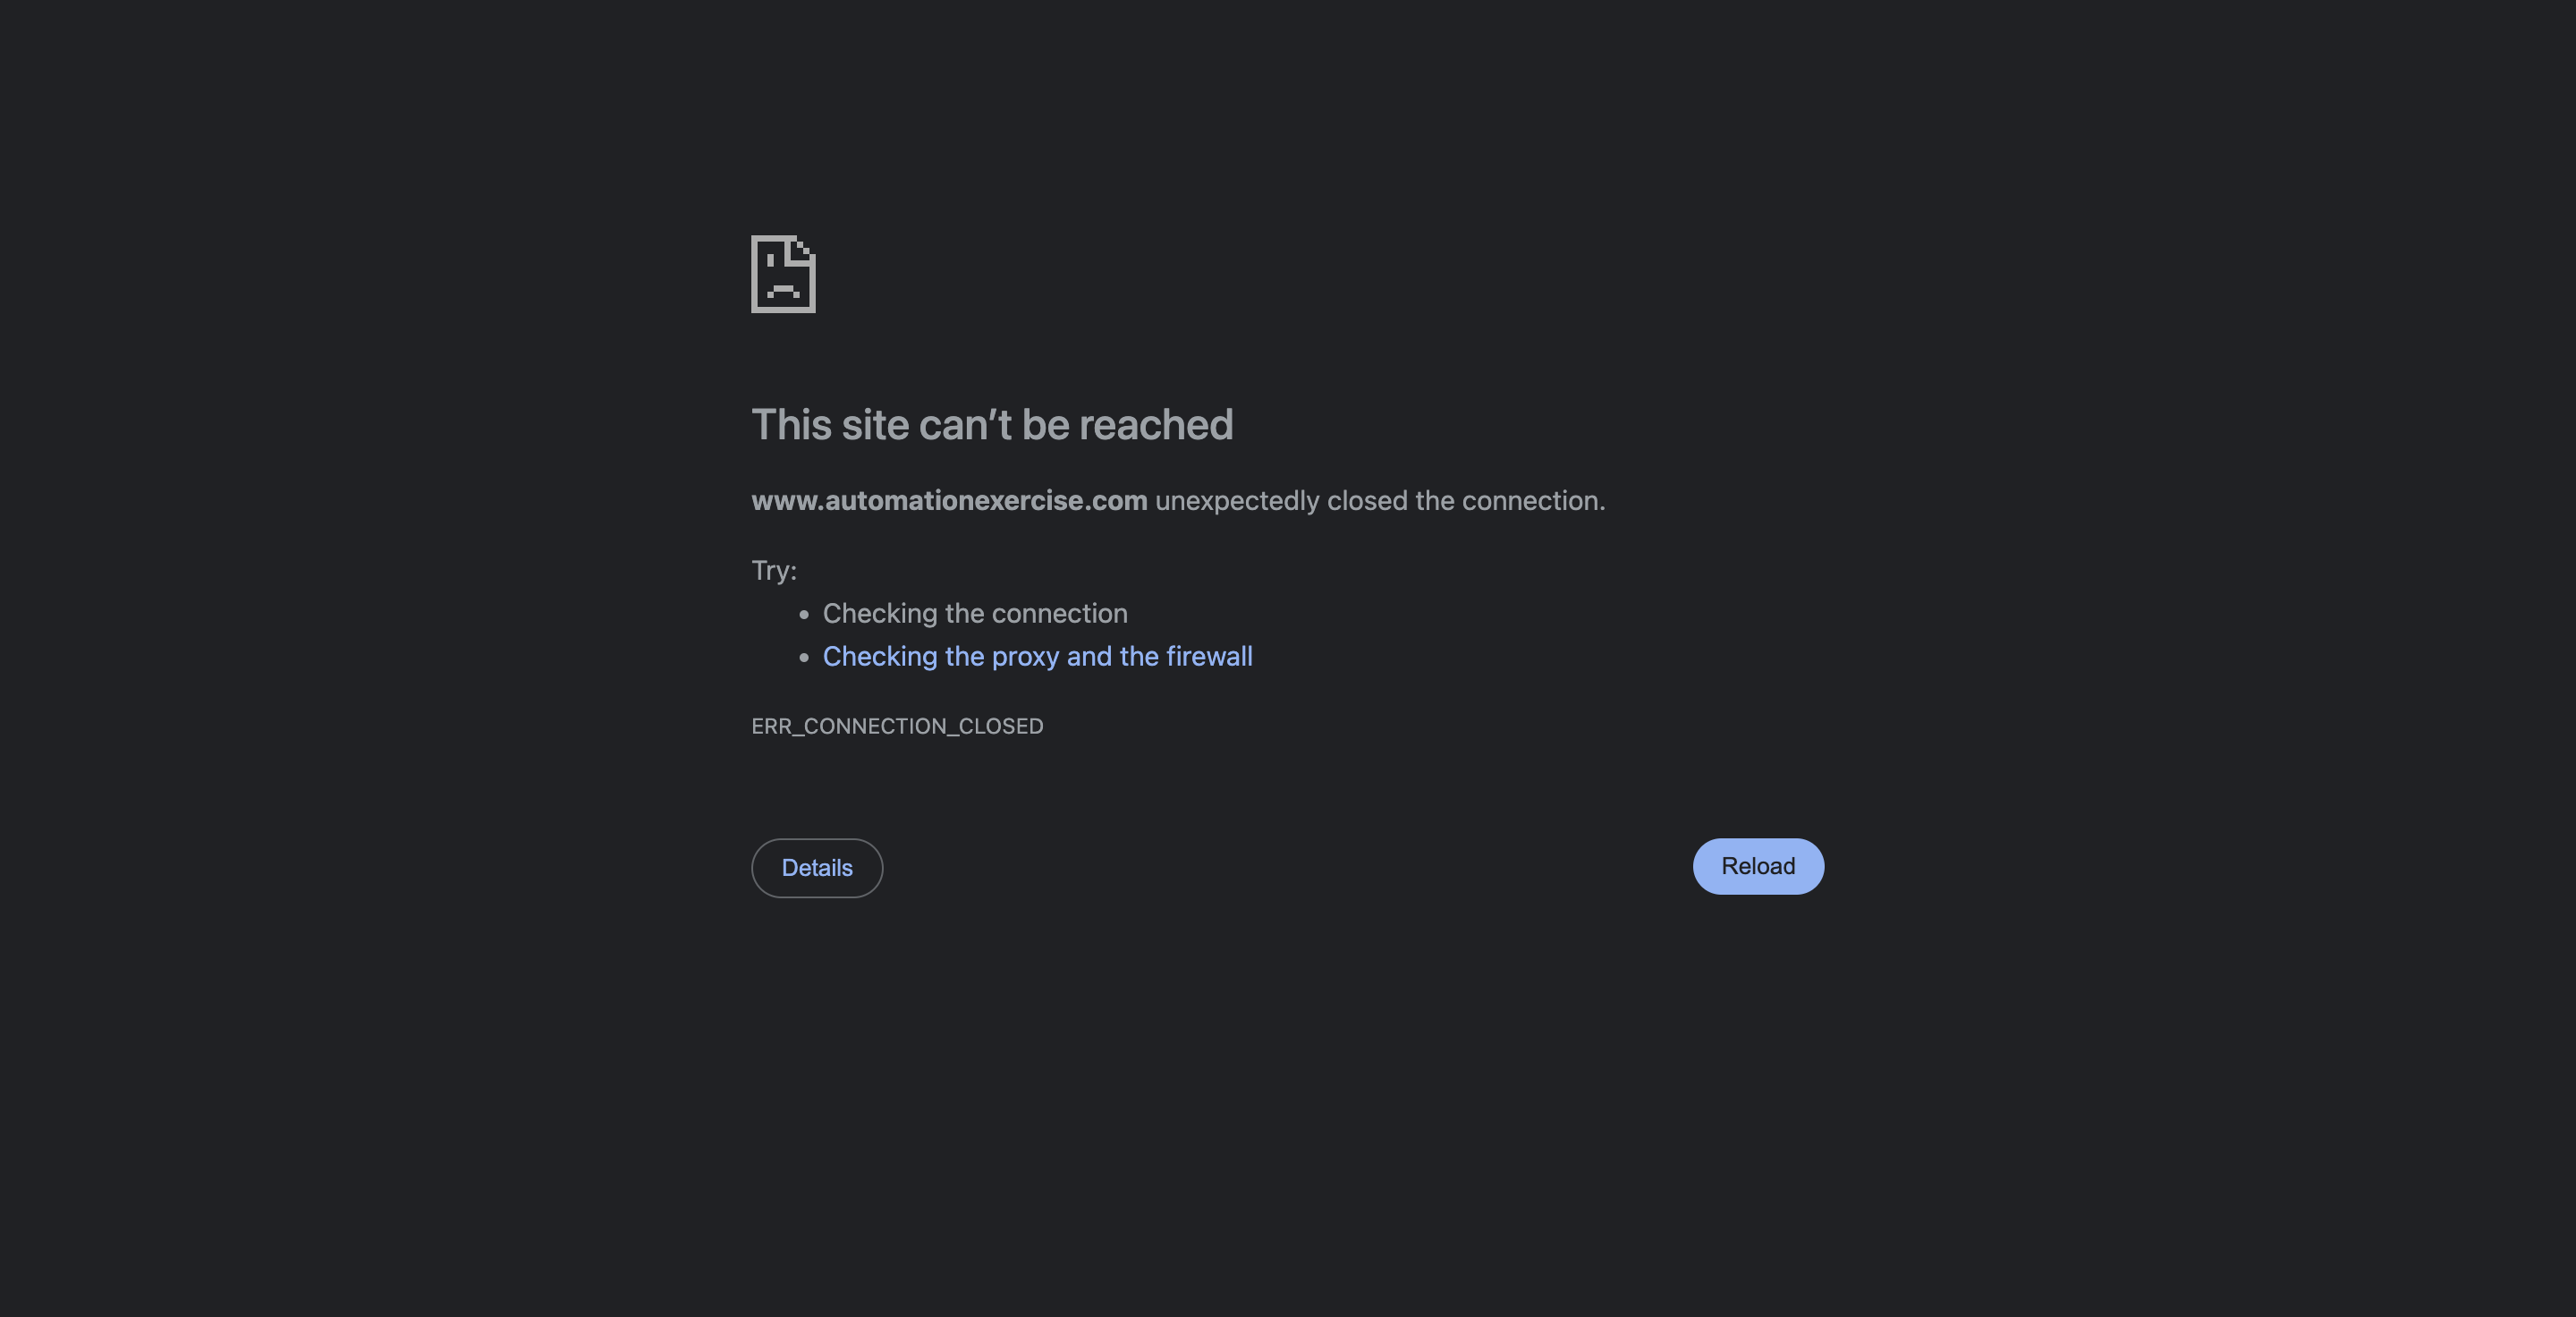 This site can’t be reached
www.automationexercise.com unexpectedly closed the connection.
Try:
• Checking the connection
• Checking the proxy and the firewall
ERR_CONNECTION_CLOSED
Details
Reload